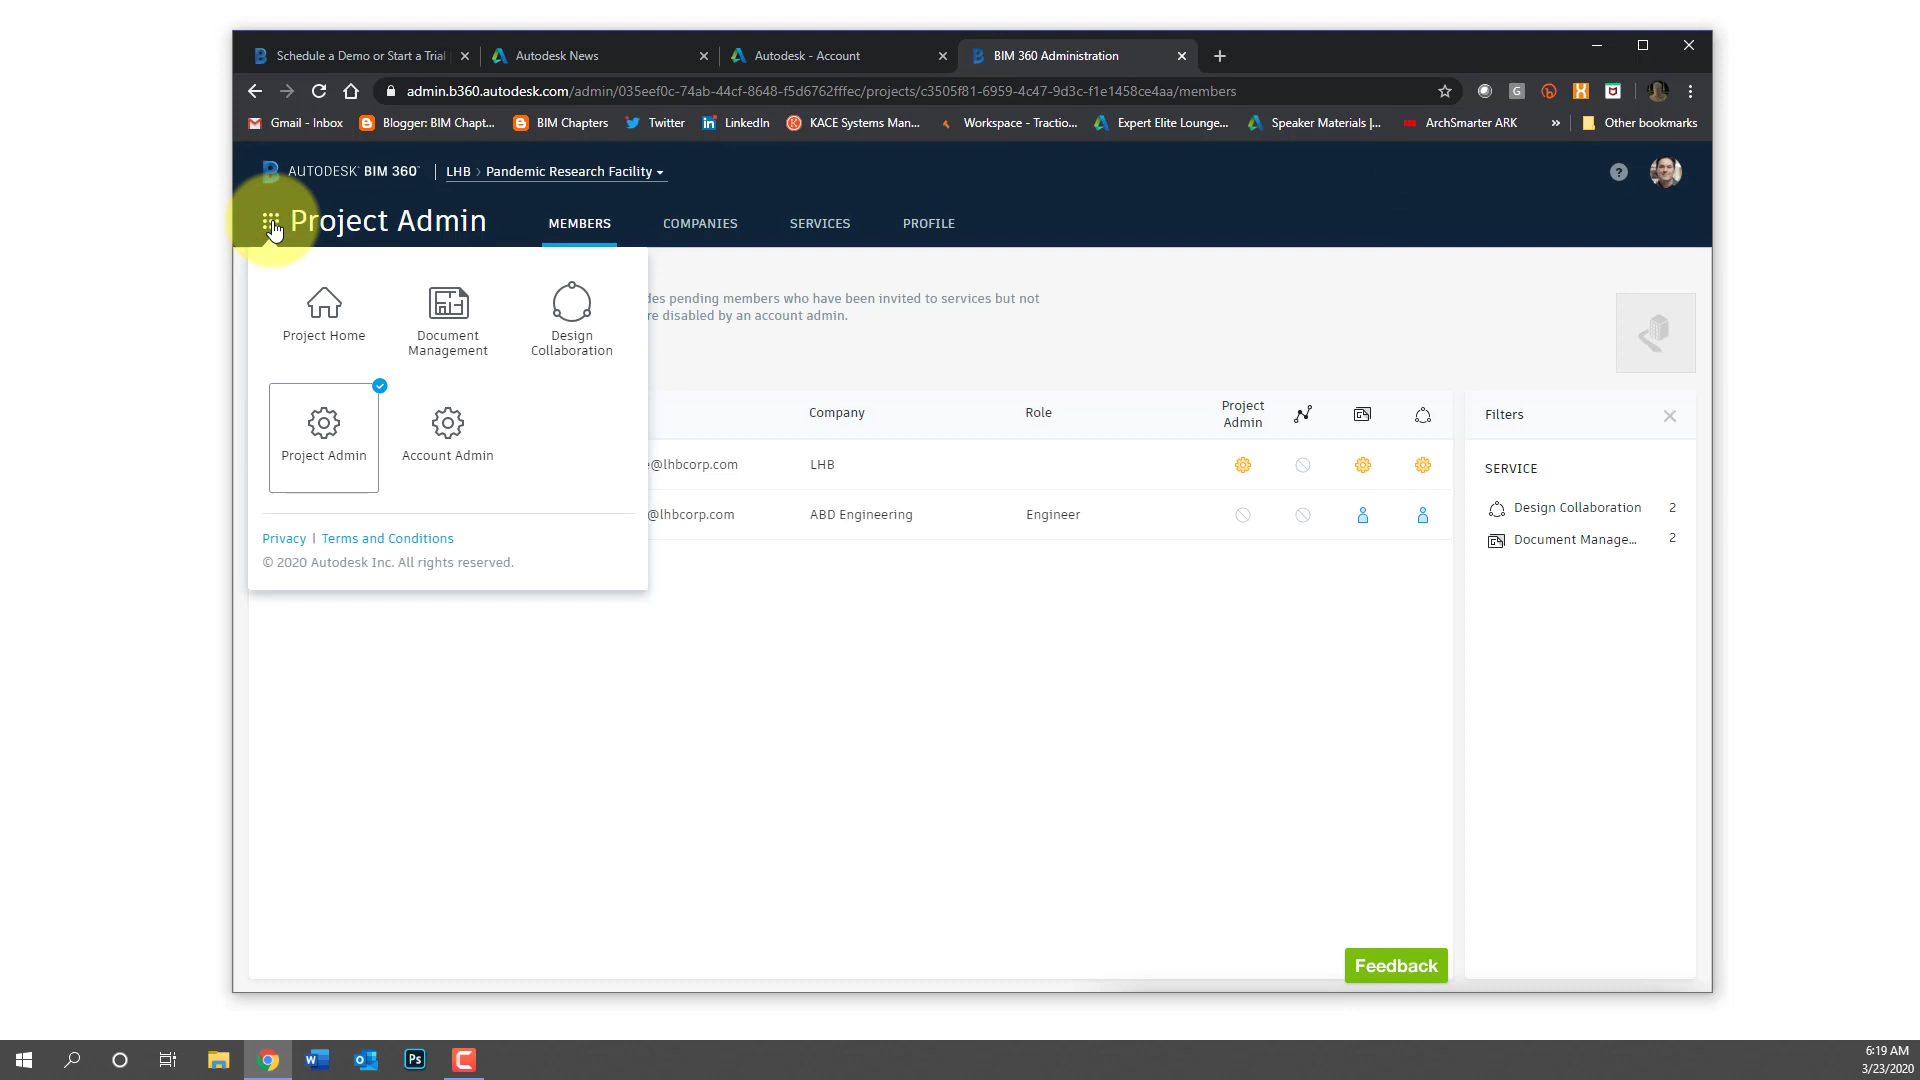 Schedule a Demo or Start a Trial
Autodesk News
Autodesk - Account
BIM 360 Administration
admin.b360.autodesk.com/admin/035eef0c-74ab-44cf-8648-f5d6762fffec/projects/c3505f81-6959-4c47-9d3c-f1e1458ce4aa/members
Gmail - Inbox
Blogger: BIM Chapt...
BIM Chapters
Twitter
LinkedIn
KACE Systems Man...
Workspace - Tractio...
Expert Elite Lounge...
Speaker Materials |...
ArchSmarter ARK
»
Other bookmarks
AUTODESK® BIM 360™
LHB > Pandemic Research Facility
?
Project Admin
MEMBERS
COMPANIES
SERVICES
PROFILE
des pending members who have been invited to services but not
re disabled by an account admin.
Project Home
Document
Management
Design
Collaboration
Project Admin
Account Admin
Privacy | Terms and Conditions
© 2020 Autodesk Inc. All rights reserved.
Company
Role
Project
Admin
e@lhbcorp.com
LHB
@lhbcorp.com
ABD Engineering
Engineer
Filters
SERVICE
Design Collaboration 2
Document Manage... 2
Feedback
Ps
6:19 AM
3/23/2020